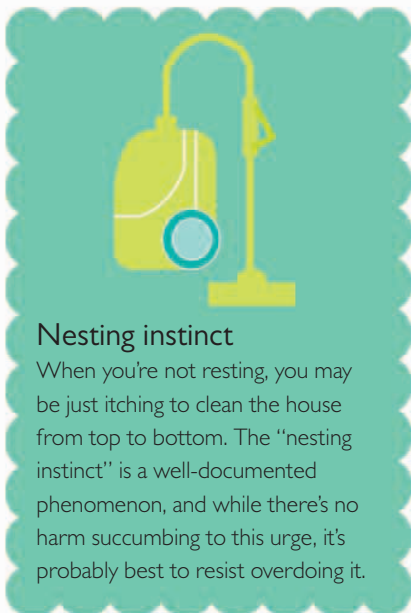 Nesting instinct
When you’re not resting, you may
be just itching to clean the house
from top to bottom. The “nesting
instinct” is a well-documented
phenomenon, and while there’s no
harm succumbing to this urge, it’s
probably best to resist overdoing it.